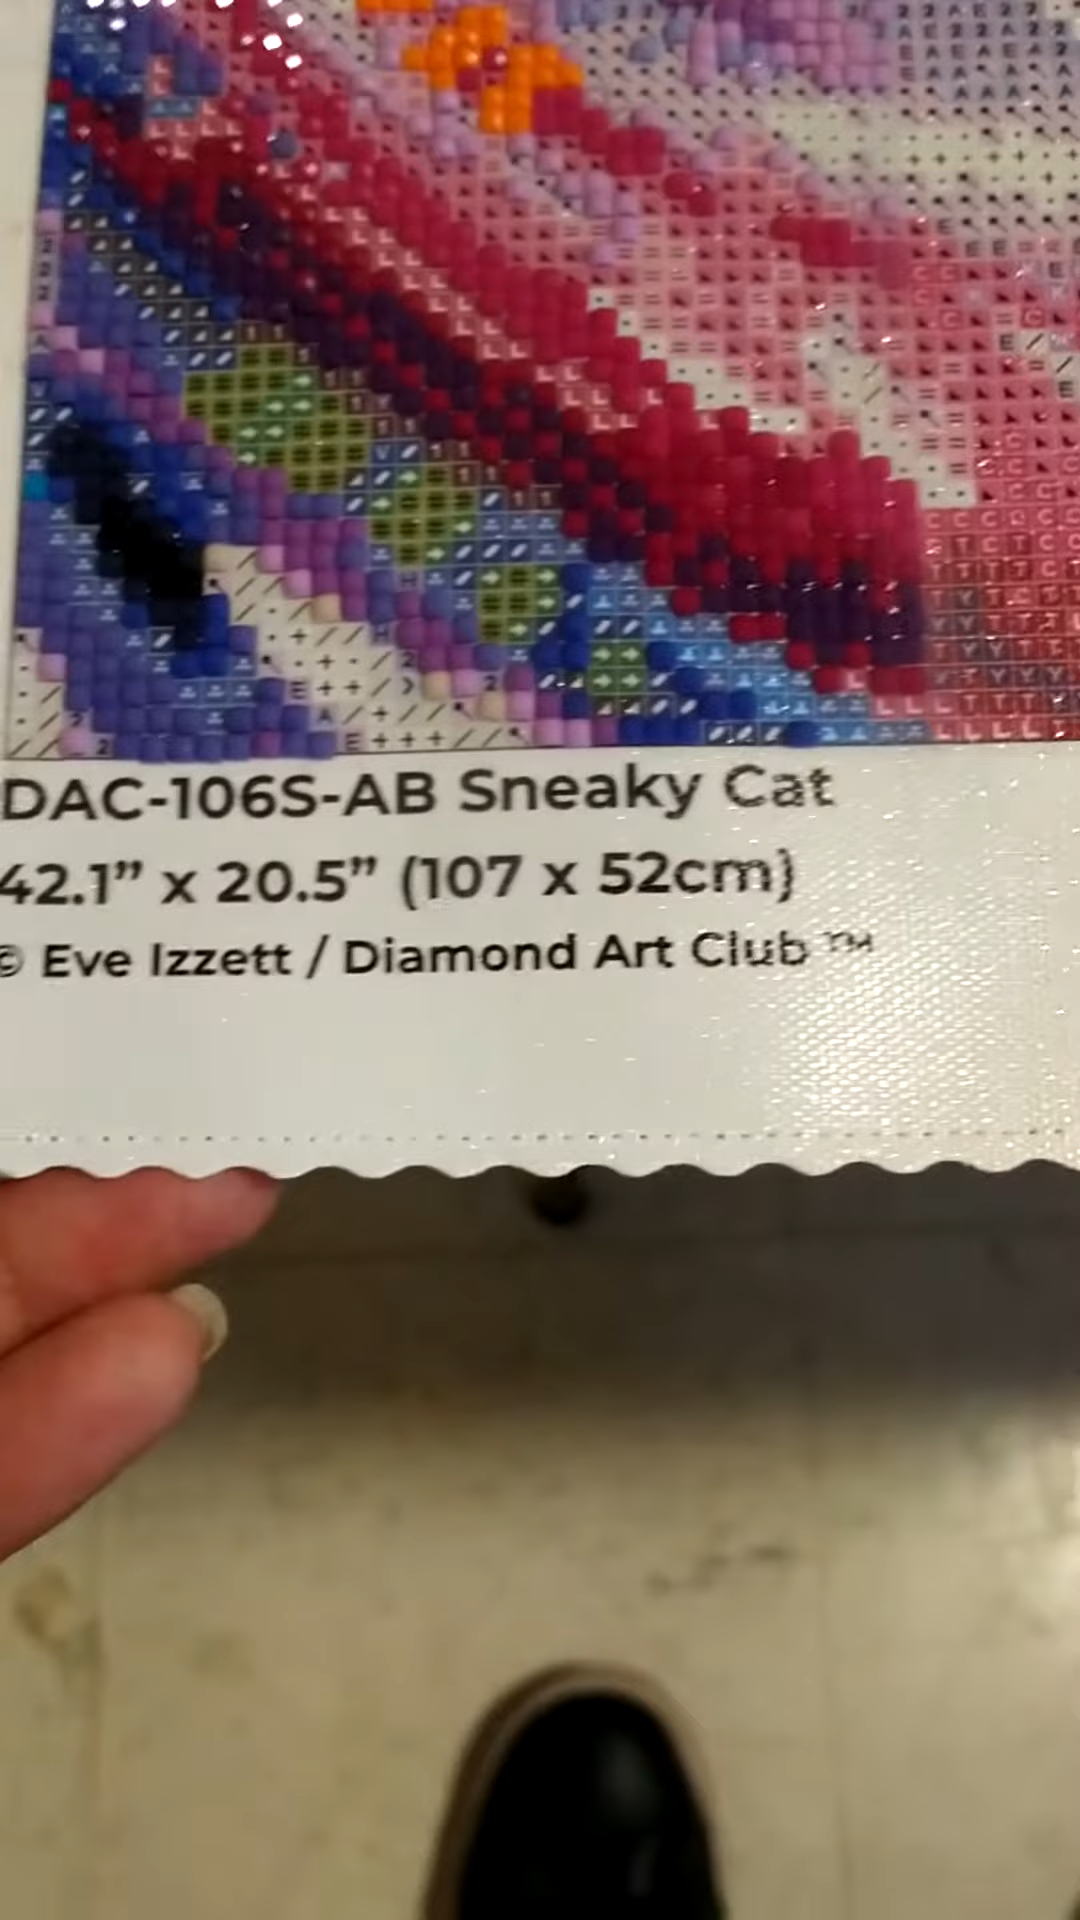 DAC-106S-AB Sneaky Cat
42.1” x 20.5” (107 x 52cm)
© Eve Izzett / Diamond Art Club™